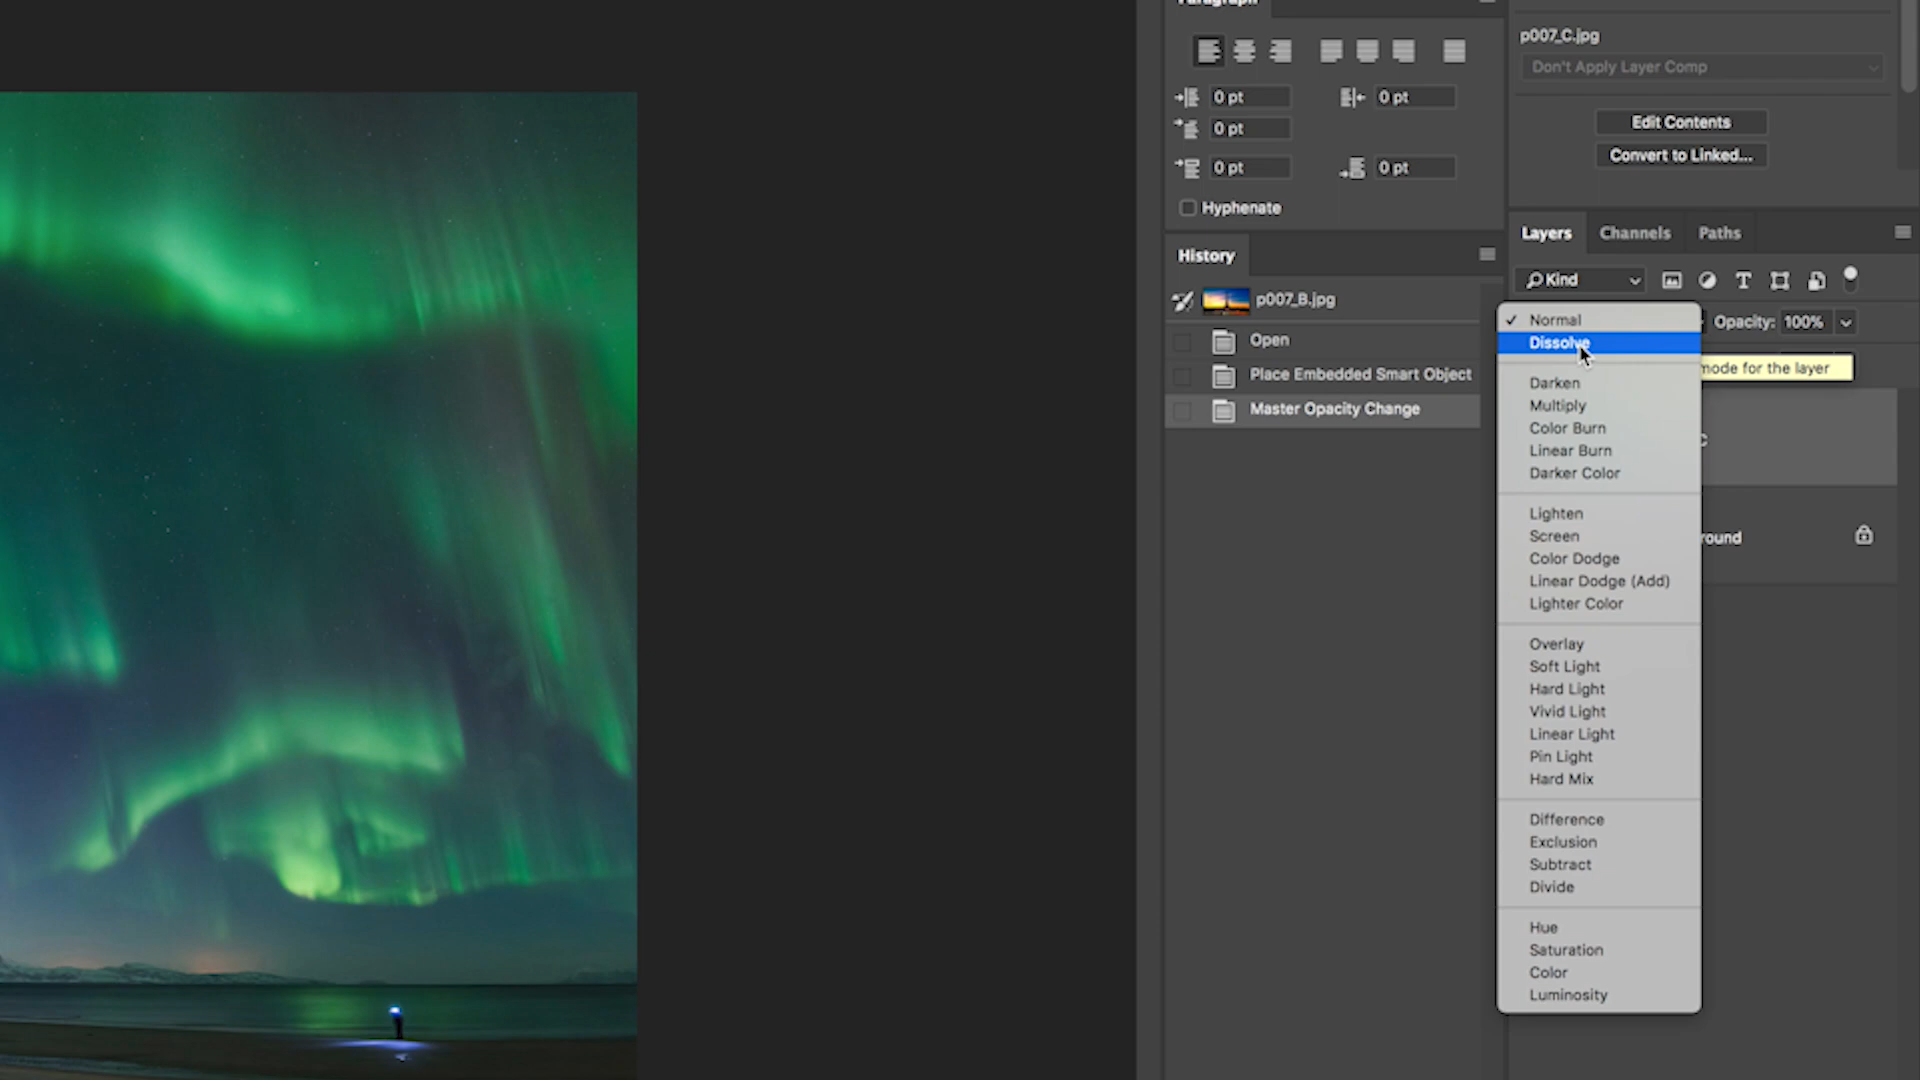 Paragraph
0 pt
0 pt
0 pt
0 pt
0 pt
Hyphenate
History
p007_B.jpg
Open
Place Embedded Smart Object
Master Opacity Change
p007_C.jpg
Don't Apply Layer Comp
Edit Contents
Convert to Linked...
Layers
Channels
Paths
Kind
Opacity: 100%
mode for the layer
Normal
Dissolve
Darken
Multiply
Color Burn
Linear Burn
Darker Color
Lighten
Screen
Color Dodge
Linear Dodge (Add)
Lighter Color
Overlay
Soft Light
Hard Light
Vivid Light
Linear Light
Pin Light
Hard Mix
Difference
Exclusion
Subtract
Divide
Hue
Saturation
Color
Luminosity
C
round